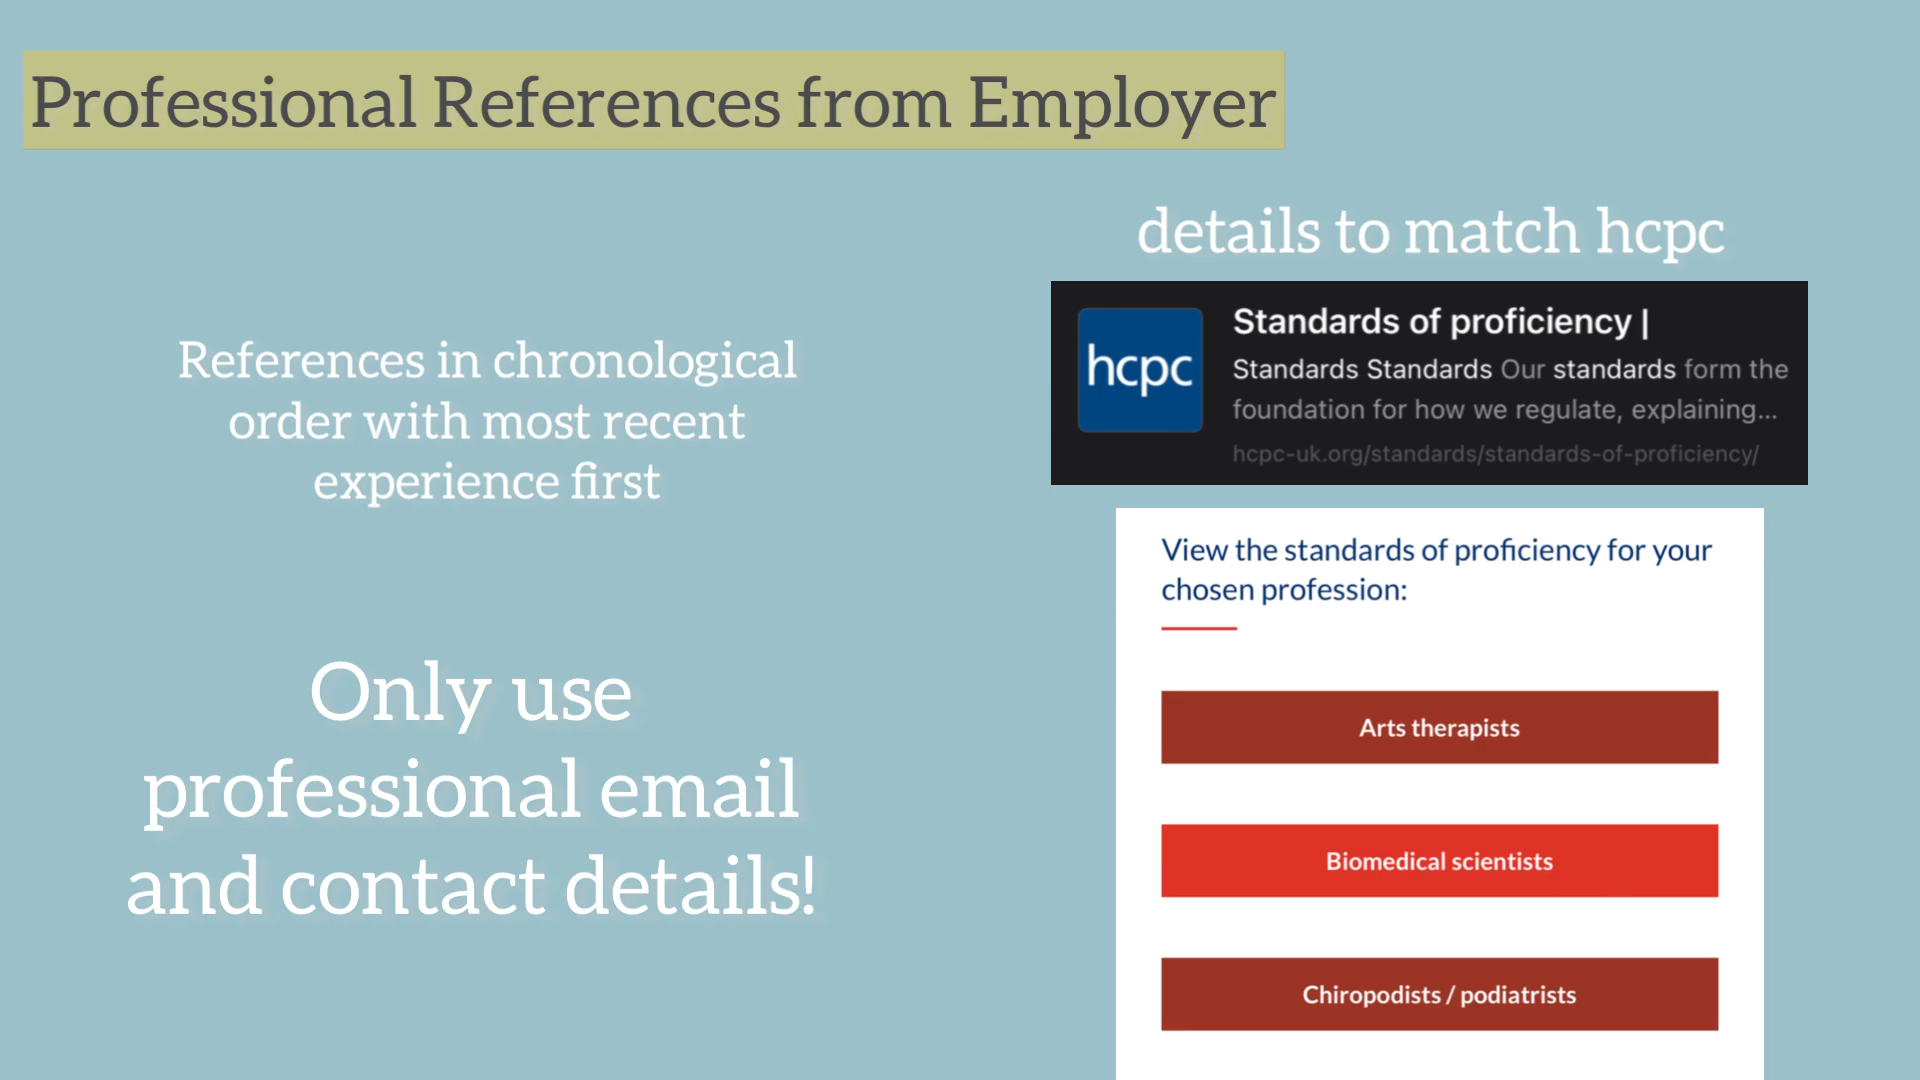 Professional References from Employer
References in chronological
order with most recent
experience first
Only use
professional email
and contact details!
details to match hcpc
hcpc
Standards of proficiency |
Standards Standards Our standards form the
foundation for how we regulate, explaining...
hcpc-uk.org/standards/standards-of-proficiency/
View the standards of proficiency for your
chosen profession:
Arts therapists
Biomedical scientists
Chiropodists / podiatrists